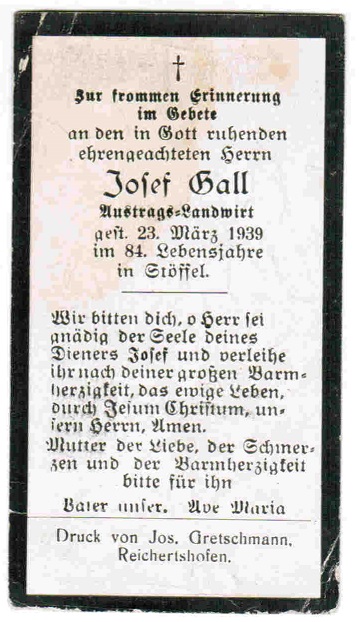 Zur frommen Erinnerung
im Gebete
an den in Gott ruhenden
ehrengeachteten Herrn
Josef Gall
Austrags-Landwirt
gest. 23. März 1939
im 84. Lebensjahre
in Stöffel.
Wir bitten dich, o Herr sei
gnädig der Seele deines
Dieners Josef und verleihe
ihr nach deiner großen Barm-
herzigkeit, das ewige Leben,
durch Jesum Christum, un-
sern Herrn, Amen.
Mutter der Liebe, der Schmer-
zen und der Barmherzigkeit
bitte für ihn
Vater unser. Ave Maria
Druck von Jos. Gretschmann,
Reichertshofen.